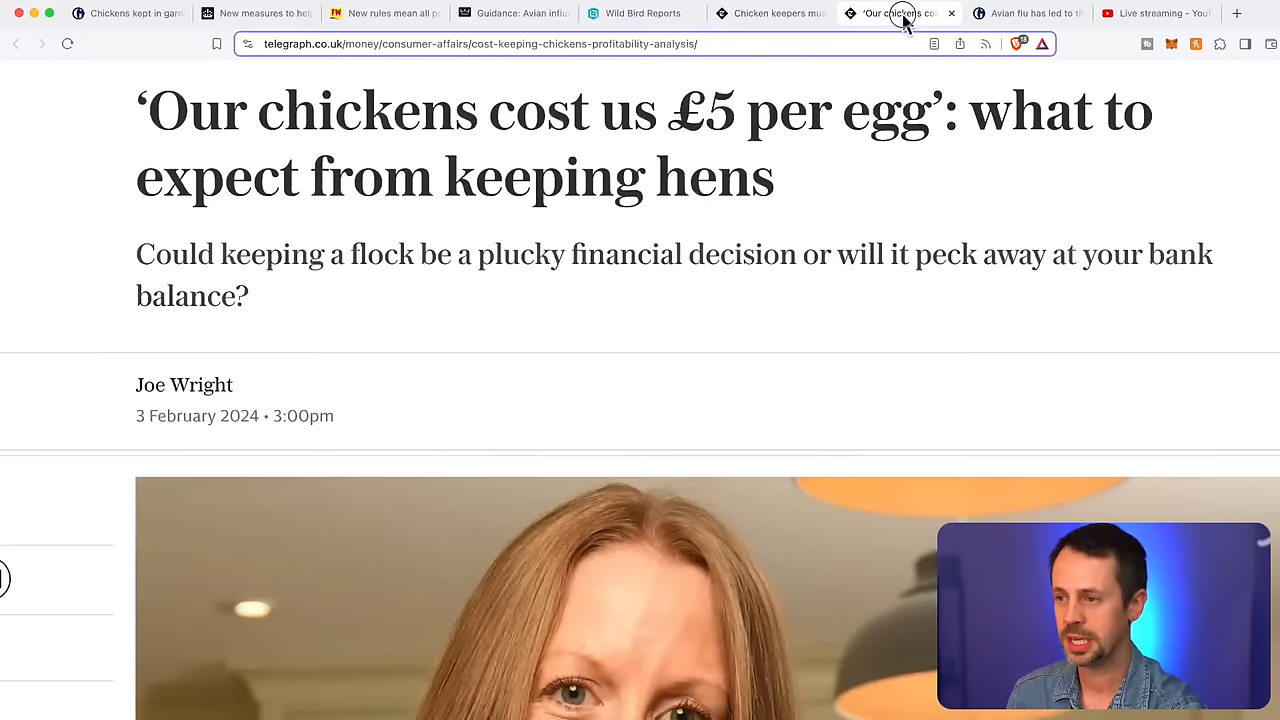 Chickens kept in gard
New measures to help
FW New rules mean all p
Guidance: Avian influ
Wild Bird Reports
Chicken keepers mus
'Our chickens co
Avian flu has led to th
Live streaming - YouT
telegraph.co.uk/money/consumer-affairs/cost-keeping-chickens-profitability-analysis/
18
‘Our chickens cost us £5 per egg’: what to
expect from keeping hens
Could keeping a flock be a plucky financial decision or will it peck away at your bank
balance?
Joe Wright
3 February 2024 • 3:00pm